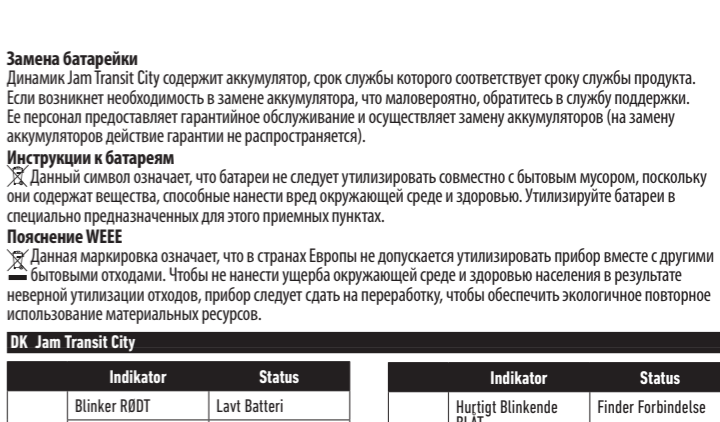 Замена батарейки
Динамик Jam Transit City содержит аккумулятор, срок службы которого соответствует сроку службы продукта.
Если возникнет необходимость в замене аккумулятора, что маловероятно, обратитесь в службу поддержки.
Ее персонал предоставляет гарантийное обслуживание и осуществляет замену аккумуляторов (на замену
аккумуляторов действие гарантии не распространяется).
Инструкции к батареям
Данный символ означает, что батареи не следует утилизировать совместно с бытовым мусором, поскольку
они содержат вещества, способные нанести вред окружающей среде и здоровью. Утилизируйте батареи в
специально предназначенных для этого приемных пунктах.
Пояснение WEEE
Данная маркировка означает, что в странах Европы не допускается утилизировать прибор вместе с другими
бытовыми отходами. Чтобы не нанести ущерба окружающей среде и здоровью населения в результате
неверной утилизации отходов, прибор следует сдать на переработку, чтобы обеспечить экологичное повторное
использование материальных ресурсов.
DK Jam Transit City
Indikator Status
Blinker RØDT Lavt Batteri
Indikator Status
Hurtigt Blinkende Finder Forbindelse
BLÅT